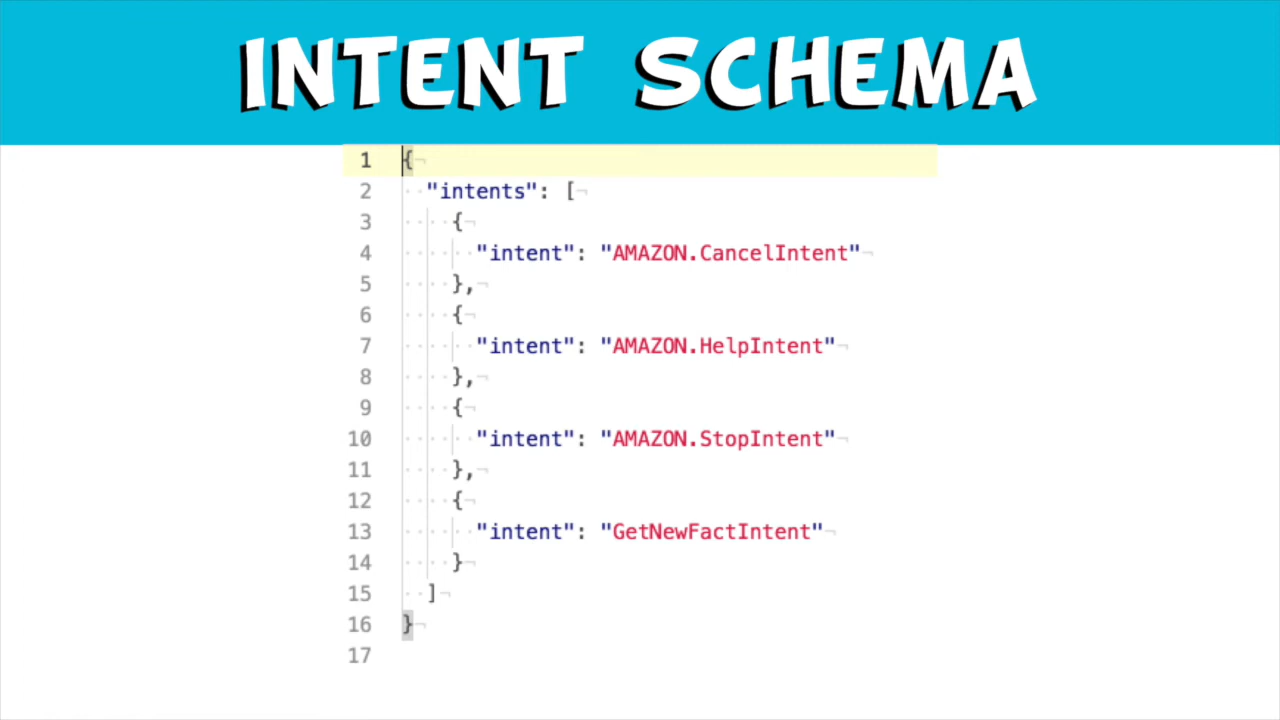 INTENT SCHEMA
1 {
2 "intents": [
3 {
4 "intent": "AMAZON.CancelIntent"
5 },
6 {
7 "intent": "AMAZON.HelpIntent"
8 },
9 {
10 "intent": "AMAZON.StopIntent"
11 },
12 {
13 "intent": "GetNewFactIntent"
14 }
15 ]
16 }
17